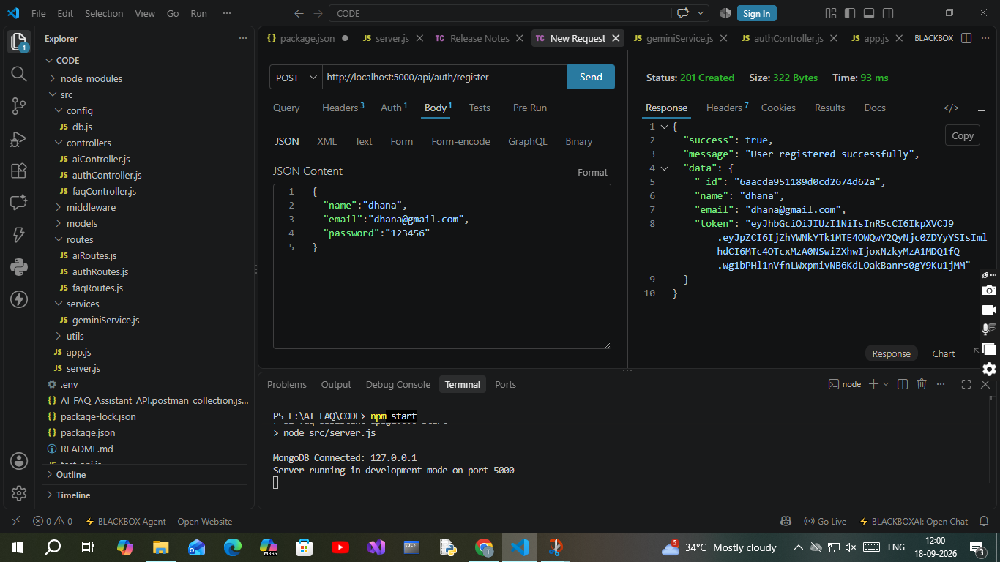 File Edit Selection View Go Run ···
CODE
Sign In
Explorer ···
package.json
server.js
Release Notes
New Request
geminiService.js
authController.js
app.js
BLACKBOX
1
CODE
node_modules
src
config
db.js
controllers
aiController.js
authController.js
faqController.js
middleware
models
routes
aiRoutes.js
authRoutes.js
faqRoutes.js
services
geminiService.js
utils
app.js
server.js
.env
AI_FAQ_Assistant_API.postman_collection.js...
package-lock.json
package.json
README.md
Outline
Timeline
POST http://localhost:5000/api/auth/register Send
Query Headers 3 Auth 1 Body 1 Tests Pre Run
JSON XML Text Form Form-encode GraphQL Binary
JSON Content Format
1 {
2 "name":"dhana",
3 "email":"dhana@gmail.com",
4 "password":"123456"
5 }
Status: 201 Created Size: 322 Bytes Time: 93 ms
Response Headers 7 Cookies Results Docs
Copy
1 {
2 "success": true,
3 "message": "User registered successfully",
4 "data": {
5 "_id": "6aacda951189d0cd2674d62a",
6 "name": "dhana",
7 "email": "dhana@gmail.com",
8 "token": "eyJhbGciOiJIUzI1NiIsInR5cCI6IkpXVCJ9
.eyJpZCI6IjZhYWNkYTk1MTE4OWQwY2QyNjc0ZDYyYSIsIml
hdCI6MTc4OTcxMzA0NSwiZXhwIjoxNzkyMzA1MDQ1fQ
.wg1bPHl1nVfnLWxpmivNB6KdLOakBanrs0gY9Ku1jMM"
9 }
10 }
Response Chart
Problems Output Debug Console Terminal Ports
node
PS E:\AI FAQ\CODE> npm start
> node src/server.js
MongoDB Connected: 127.0.0.1
Server running in development mode on port 5000
0 0 BLACKBOX Agent Open Website
Go Live BLACKBOXAI: Open Chat
M365
SQL
5
34°C Mostly cloudy
ENG
12:00
18-09-2026
3